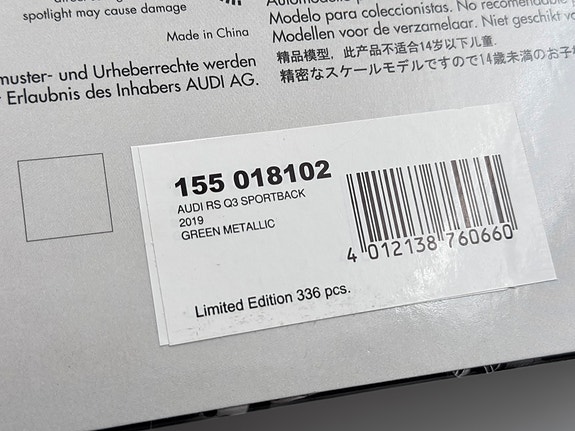 spotlight may cause damage
Made in China
muster- und Urheberrechte werden
Erlaubnis des Inhabers AUDI AG.
Modelo para coleccionistas. No recomendable
Modellen voor de verzamelaar. Niet geschikt
精品模型，此产品不适合14岁以下儿童.
精密なスケールモデルですので14歳未満のお子
155 018102
AUDI RS Q3 SPORTBACK
2019
GREEN METALLIC
4 012138 760660
Limited Edition 336 pcs.